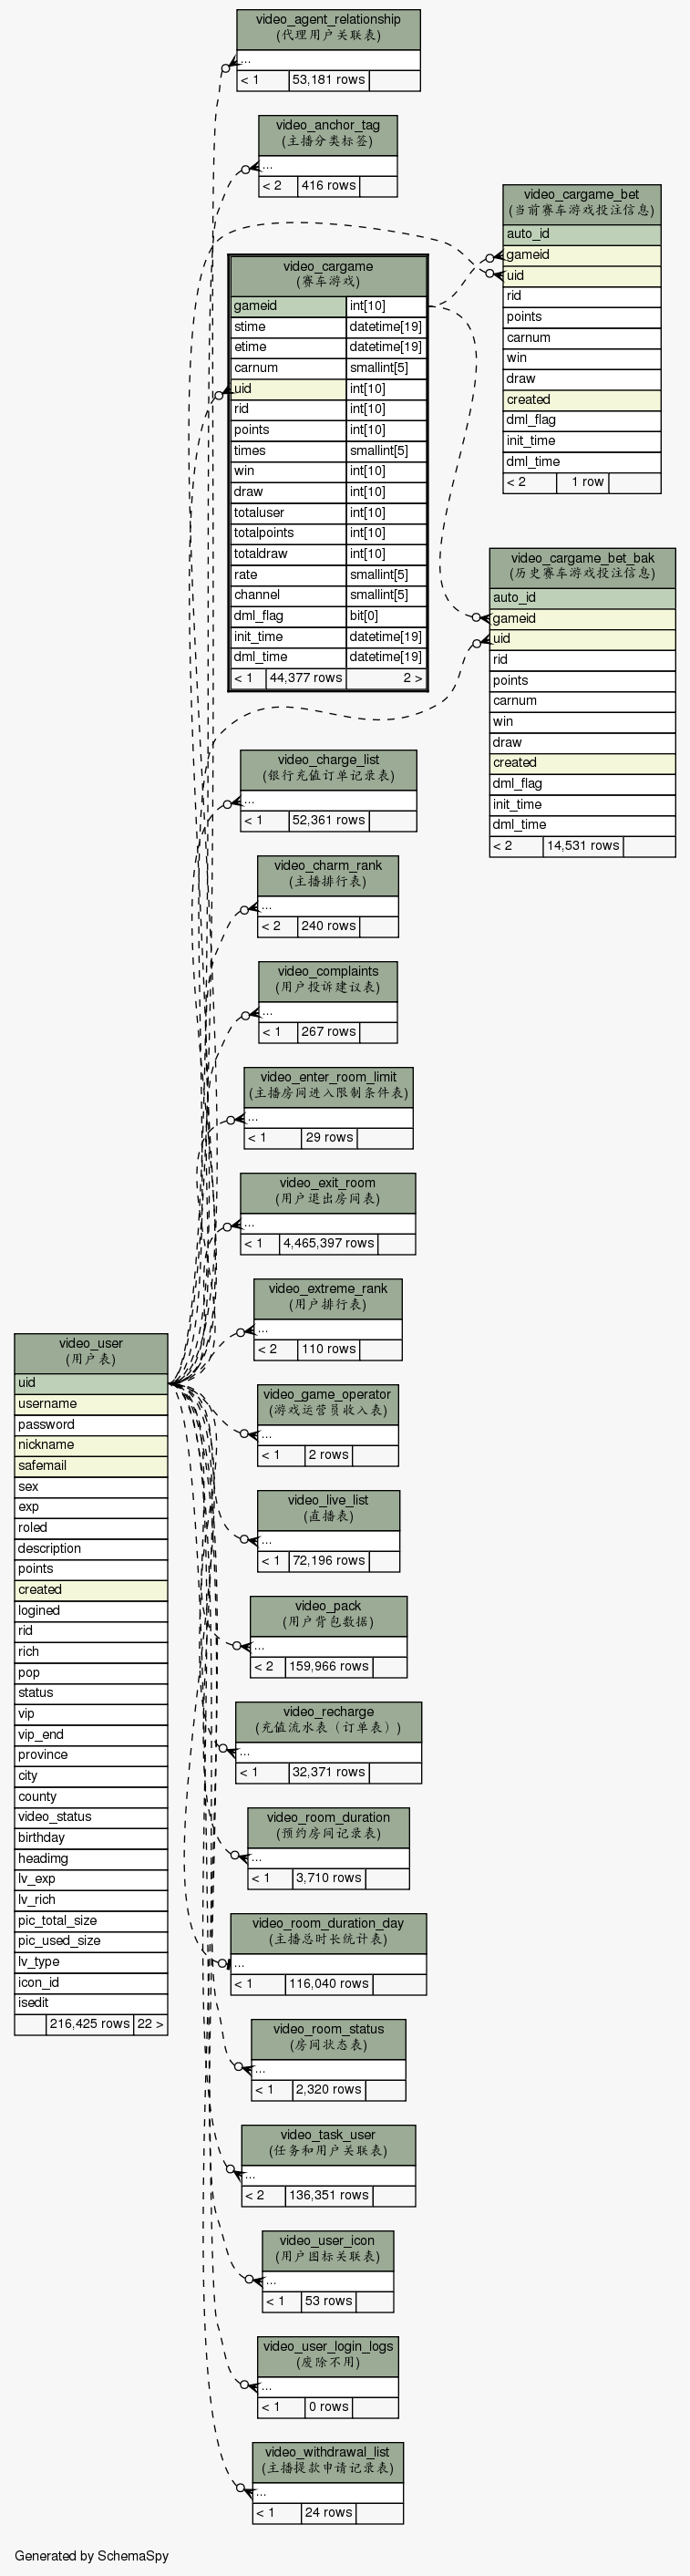 video_agent_relationship
(代理用户关联表)
...
< 1 53,181 rows
video_anchor_tag
(主播分类标签)
...
< 2 416 rows
video_cargame_bet
(当前赛车游戏投注信息)
auto_id
gameid
uid
rid
points
carnum
win
draw
created
dml_flag
init_time
dml_time
< 2 1 row
video_cargame
(赛车游戏)
gameid int[10]
stime datetime[19]
etime datetime[19]
carnum smallint[5]
uid int[10]
rid int[10]
points int[10]
times smallint[5]
win int[10]
draw int[10]
totaluser int[10]
totalpoints int[10]
totaldraw int[10]
rate smallint[5]
channel smallint[5]
dml_flag bit[0]
init_time datetime[19]
dml_time datetime[19]
< 1 44,377 rows 2 >
video_cargame_bet_bak
(历史赛车游戏投注信息)
auto_id
gameid
uid
rid
points
carnum
win
draw
created
dml_flag
init_time
dml_time
< 2 14,531 rows
video_charge_list
(银行充值订单记录表)
...
< 1 52,361 rows
video_charm_rank
(主播排行表)
...
< 2 240 rows
video_complaints
(用户投诉建议表)
...
< 1 267 rows
video_enter_room_limit
(主播房间进入限制条件表)
...
< 1 29 rows
video_exit_room
(用户退出房间表)
...
< 1 4,465,397 rows
video_extreme_rank
(用户排行表)
...
< 2 110 rows
video_user
(用户表)
uid
username
password
nickname
safemail
sex
exp
roled
description
points
created
logined
rid
rich
pop
status
vip
vip_end
province
city
county
video_status
birthday
headimg
lv_exp
lv_rich
pic_total_size
pic_used_size
lv_type
icon_id
isedit
216,425 rows 22 >
video_game_operator
(游戏运营员收入表)
...
< 1 2 rows
video_live_list
(直播表)
...
< 1 72,196 rows
video_pack
(用户背包数据)
...
< 2 159,966 rows
video_recharge
(充值流水表（订单表）)
...
< 1 32,371 rows
video_room_duration
(预约房间记录表)
...
< 1 3,710 rows
video_room_duration_day
(主播总时长统计表)
...
< 1 116,040 rows
video_room_status
(房间状态表)
...
< 1 2,320 rows
video_task_user
(任务和用户关联表)
...
< 2 136,351 rows
video_user_icon
(用户图标关联表)
...
< 1 53 rows
video_user_login_logs
(废除不用)
...
< 1 0 rows
video_withdrawal_list
(主播提款申请记录表)
...
< 1 24 rows
Generated by SchemaSpy